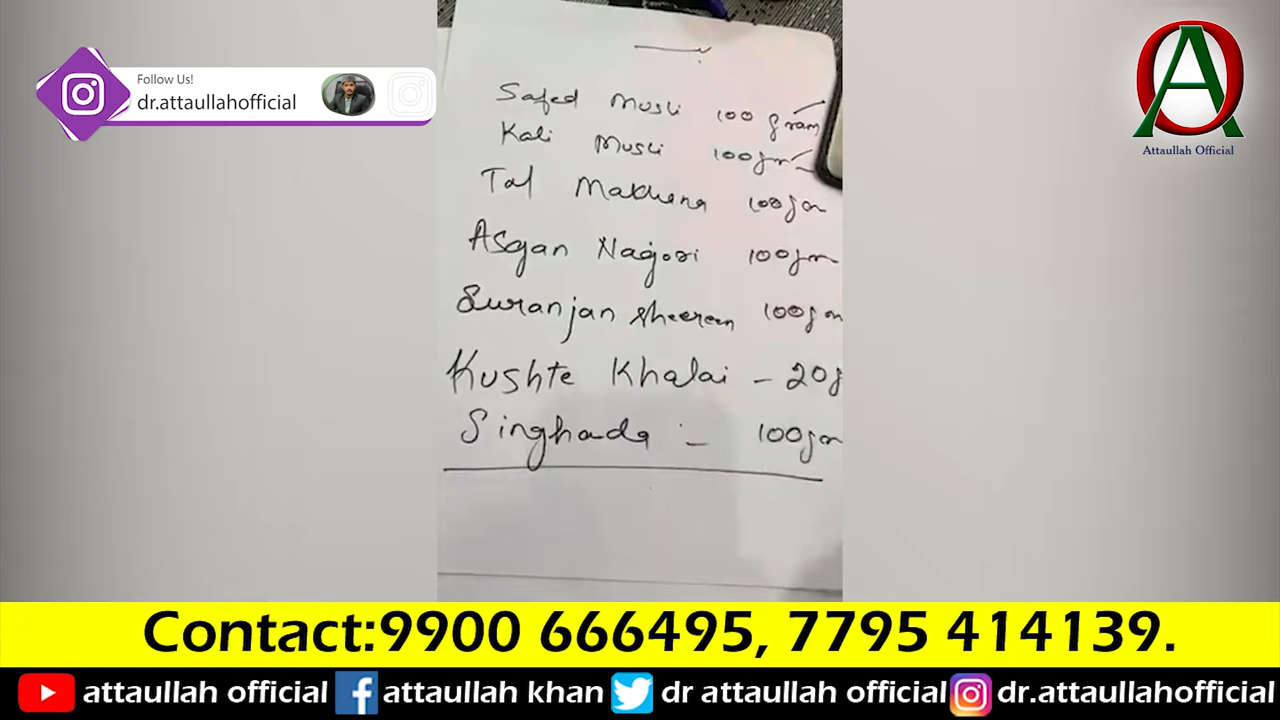 Follow Us!
dr.attaullahofficial
OA
Attaullah Official
Safed Musli 100 gram
Kali Musli 100gm
Tal Makhana 100gm
Asgan Nagori 100gm
Suranjan sheereen 100gm
Kushte Khalai - 20g
Singhada :- 100gm
Contact:9900 666495, 7795 414139.
attaullah official attaullah khan dr attaullah official dr.attaullahofficial